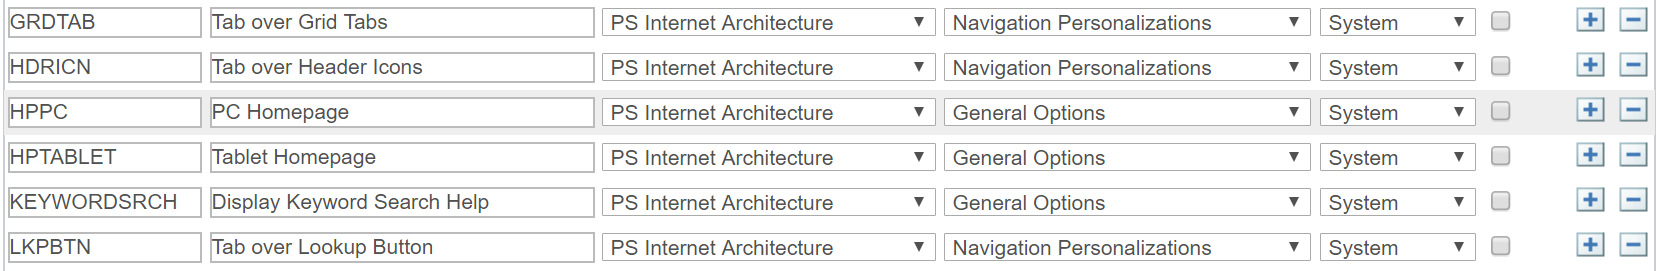 GRDTAB Tab over Grid Tabs PS Internet Architecture Navigation Personalizations System
HDRICN Tab over Header Icons PS Internet Architecture Navigation Personalizations System
HPPC PC Homepage PS Internet Architecture General Options System
HPTABLET Tablet Homepage PS Internet Architecture General Options System
KEYWORDSRCH Display Keyword Search Help PS Internet Architecture General Options System
LKPBTN Tab over Lookup Button PS Internet Architecture Navigation Personalizations System